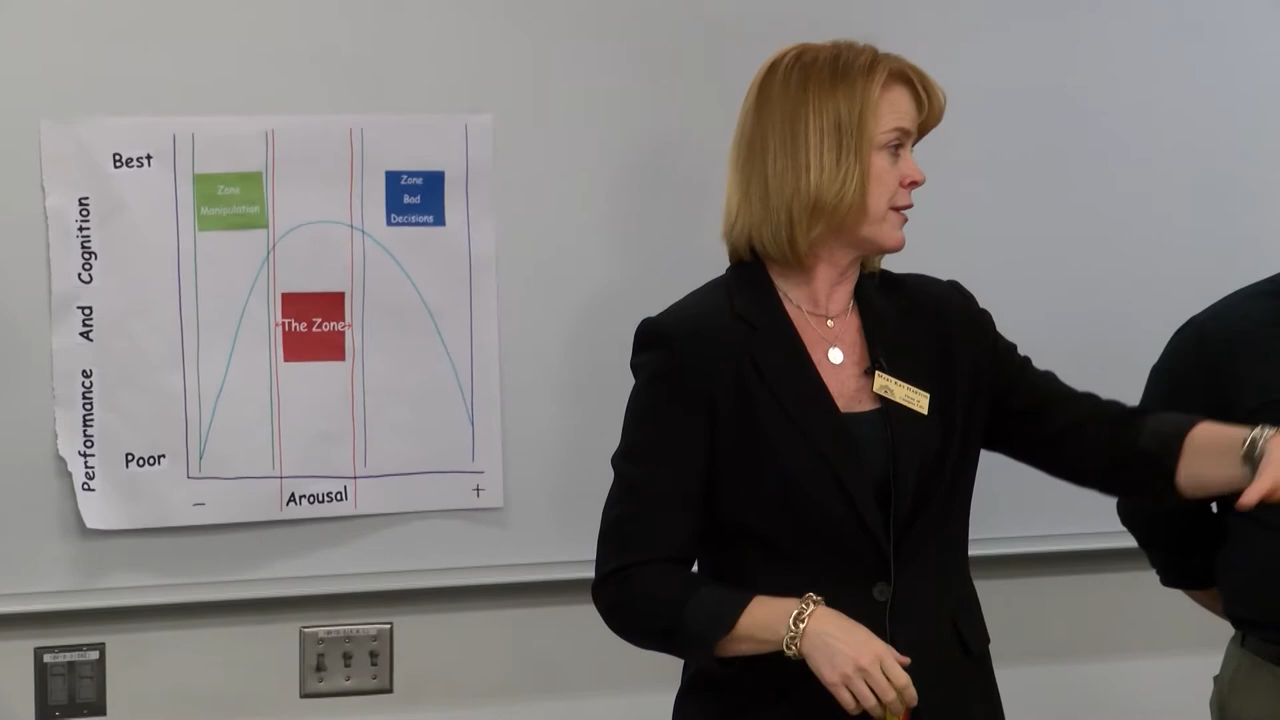 Best
Zone
Manipulation
Zone
Bad
Decisions
The Zone
Performance And Cognition
Poor
Arousal
− +